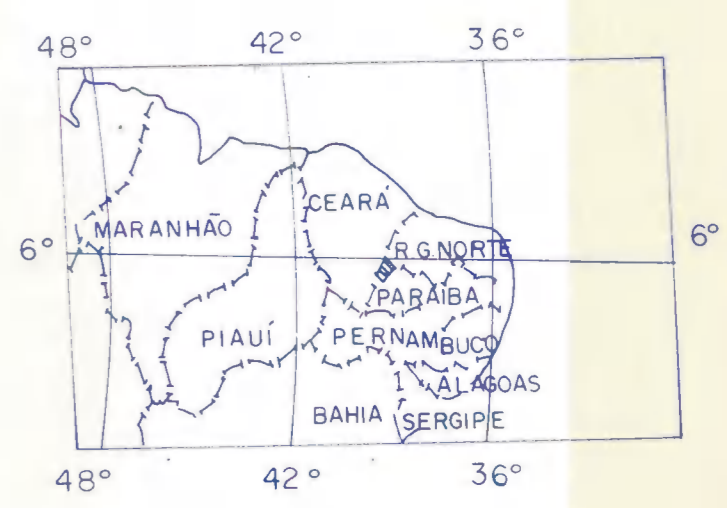 48° 42° 36°
CEARÁ
MARANHÃO
6° R.G.NORTE 6°
PARAÍBA
PIAUÍ PERNAMBUCO
ALAGOAS
BAHIA SERGIPE
48° 42° 36°